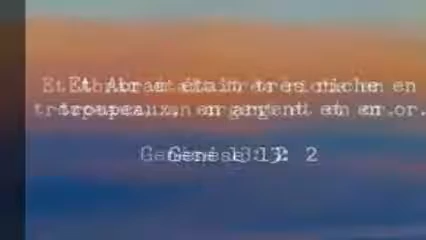 Et Abram était très riche en
troupeaux, en argent et en or.
Genèse 13: 2